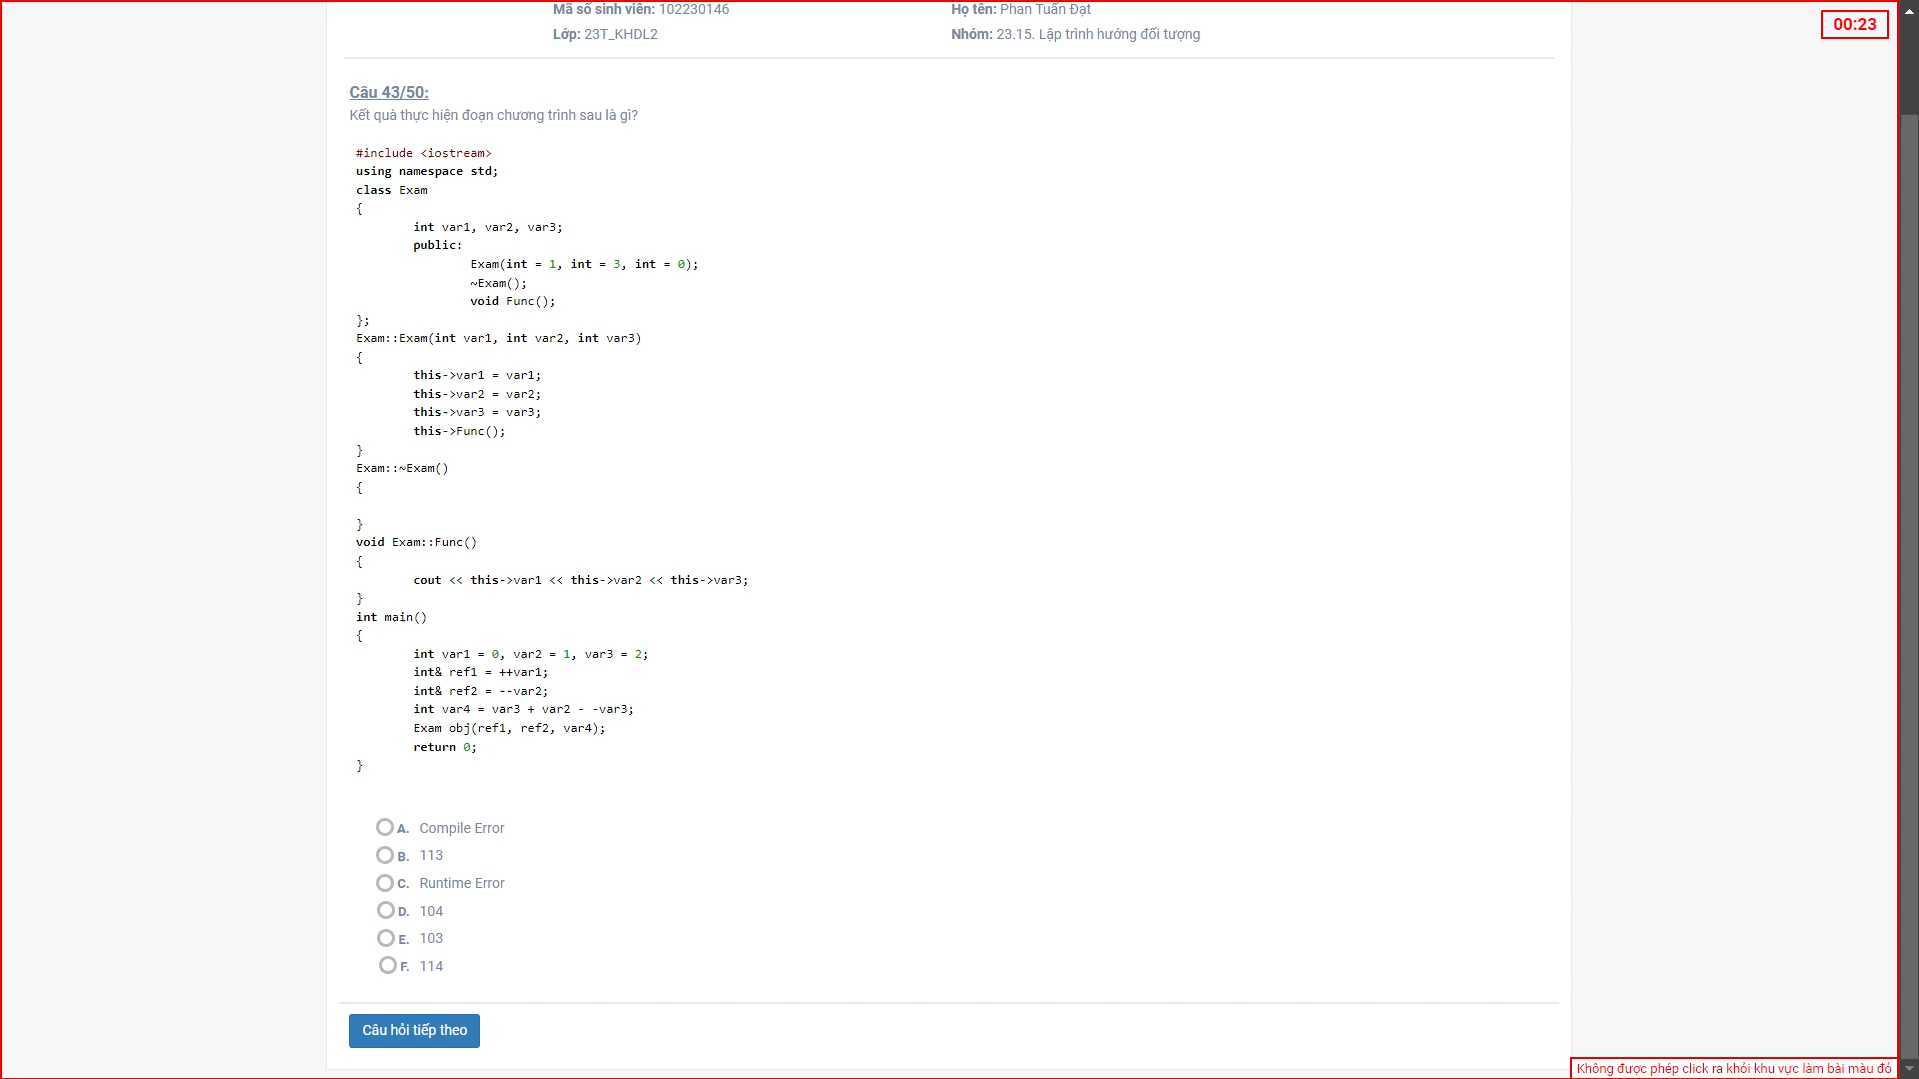 Mã số sinh viên: 102230146
Họ tên: Phan Tuấn Đạt
00:23
Lớp: 23T_KHDL2
Nhóm: 23.15. Lập trình hướng đối tượng
Câu 43/50:
Kết quả thực hiện đoạn chương trình sau là gì?
#include <iostream>
using namespace std;
class Exam
{
int var1, var2, var3;
public:
Exam(int = 1, int = 3, int = 0);
~Exam();
void Func();
};
Exam::Exam(int var1, int var2, int var3)
{
this->var1 = var1;
this->var2 = var2;
this->var3 = var3;
this->Func();
}
Exam::~Exam()
{
}
void Exam::Func()
{
cout << this->var1 << this->var2 << this->var3;
}
int main()
{
int var1 = 0, var2 = 1, var3 = 2;
int& ref1 = ++var1;
int& ref2 = --var2;
int var4 = var3 + var2 - -var3;
Exam obj(ref1, ref2, var4);
return 0;
}
A. Compile Error
B. 113
C. Runtime Error
D. 104
E. 103
F. 114
Câu hỏi tiếp theo
Không được phép click ra khỏi khu vực làm bài màu đỏ